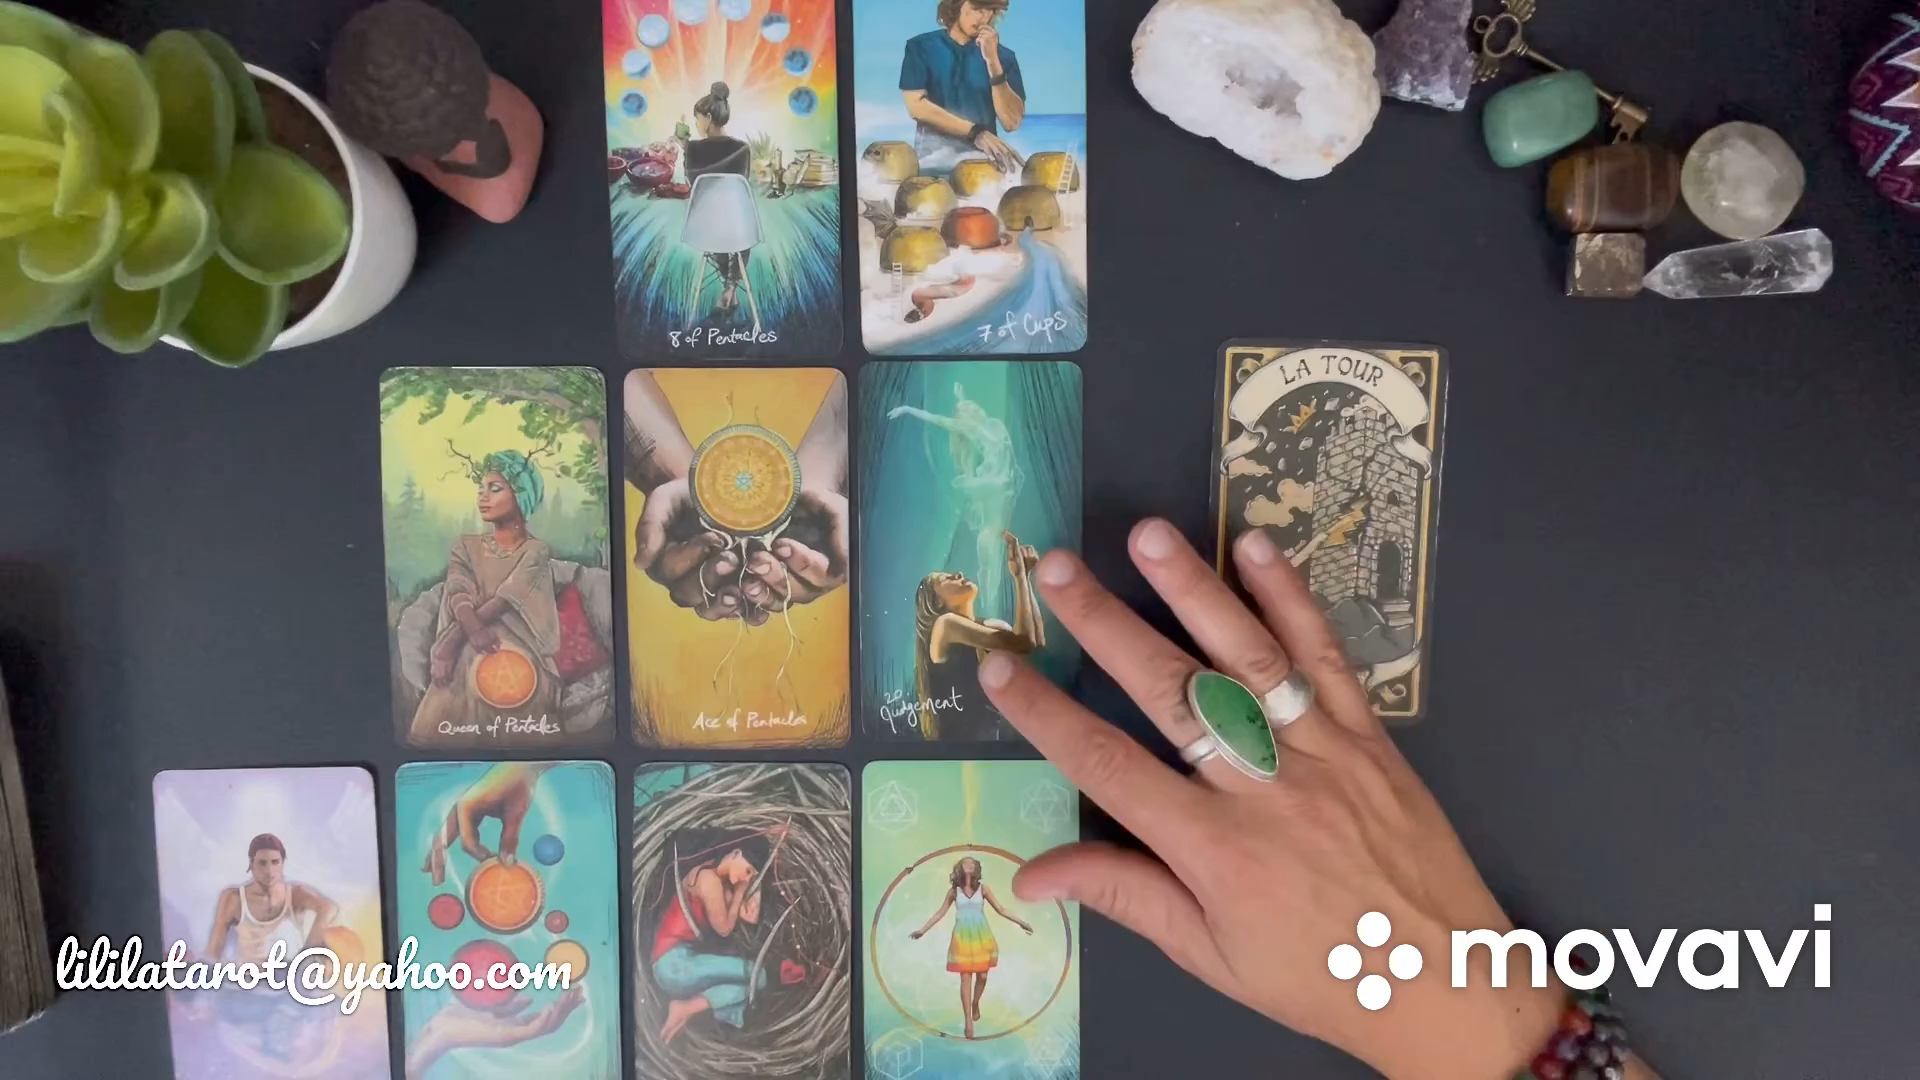 8 of Pentacles
7 of Cups
LA TOUR
Queen of Pentacles
Ace of Pentacles
20
Judgement
lililatarot@yahoo.com
movavi